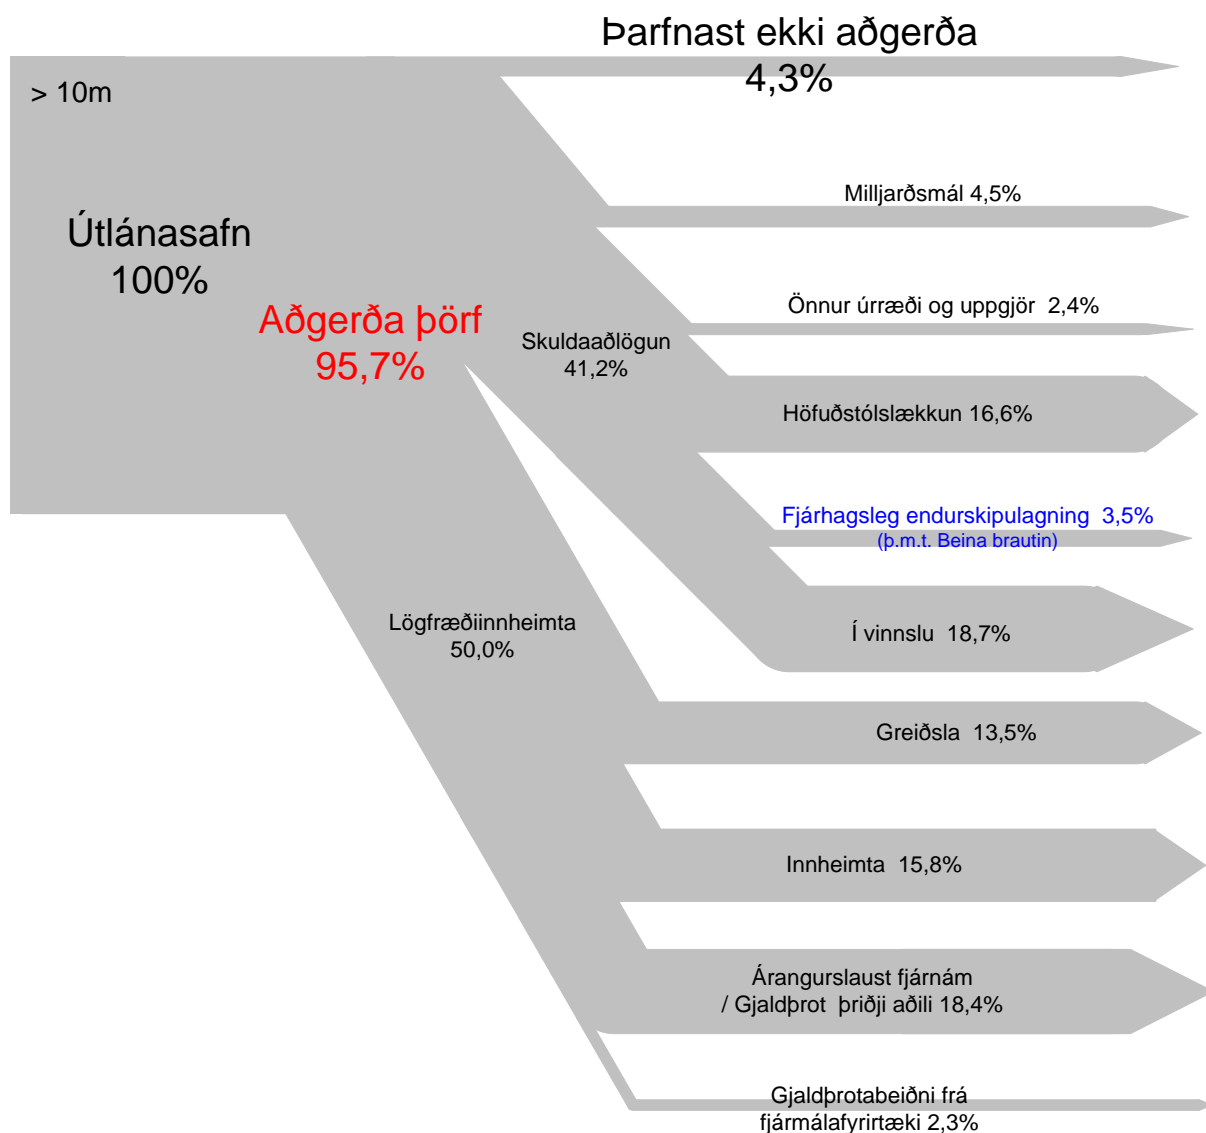 Þarfnast ekki aðgerða
4,3%
> 10m
Milljarðsmál 4,5%
Útlánasafn
100%
Aðgerða þörf
95,7%
Önnur úrræði og uppgjör 2,4%
Skuldaaðlögun
41,2%
Höfuðstólslækkun 16,6%
Fjárhagsleg endurskipulagning 3,5%
(þ.m.t. Beina brautin)
Lögfræðiinnheimta
50,0%
Í vinnslu 18,7%
Greiðsla 13,5%
Innheimta 15,8%
Árangurslaust fjárnám
/ Gjaldþrot þriðji aðili 18,4%
Gjaldþrotabeiðni frá
fjármálafyrirtæki 2,3%